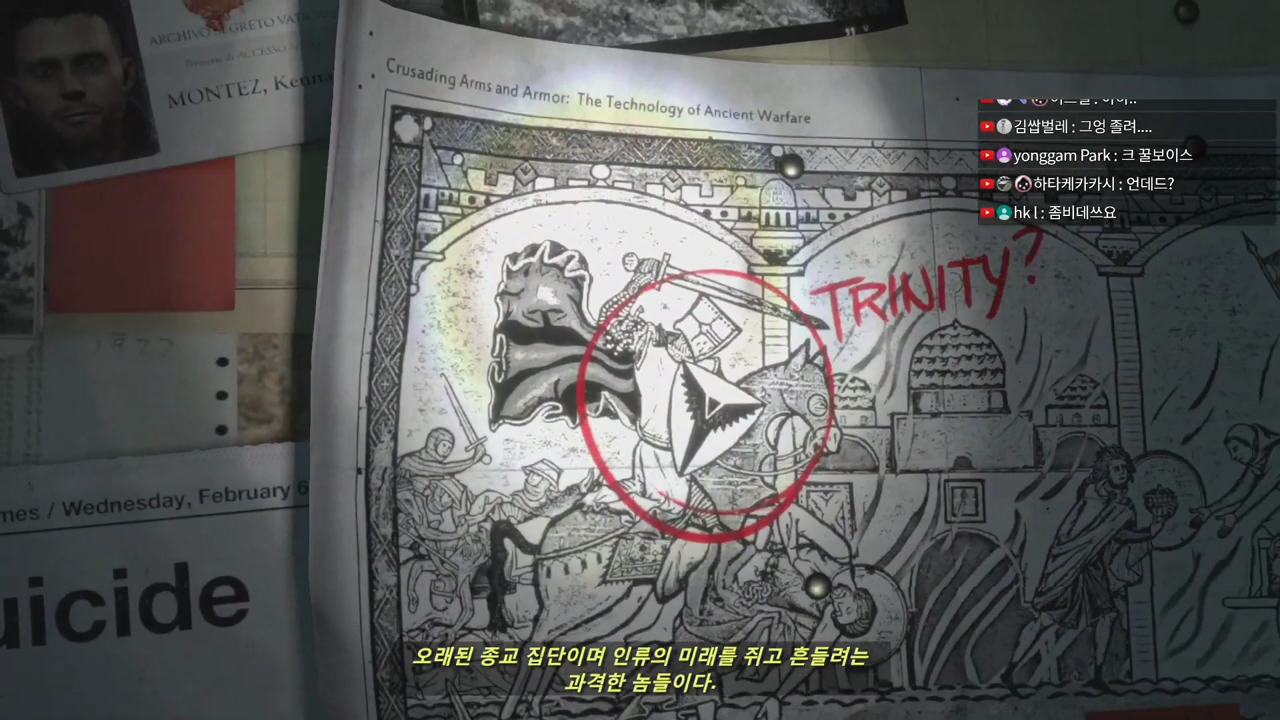 ARCHIVO SEGRETO
MONTEZ,
Crusading Arms and Armor: The Technology of Ancient Warfare
김쌉벌레 : 그엉 졸려....
yonggam Park : 크 꿀보이스
하타케카카시 : 언데드?
hk l : 좀비데쓰요
TRINITY?
1977
mes / Wednesday, February 6
uicide
오래된 종교 집단이며 인류의 미래를 쥐고 흔들려는
과격한 놈들이다.